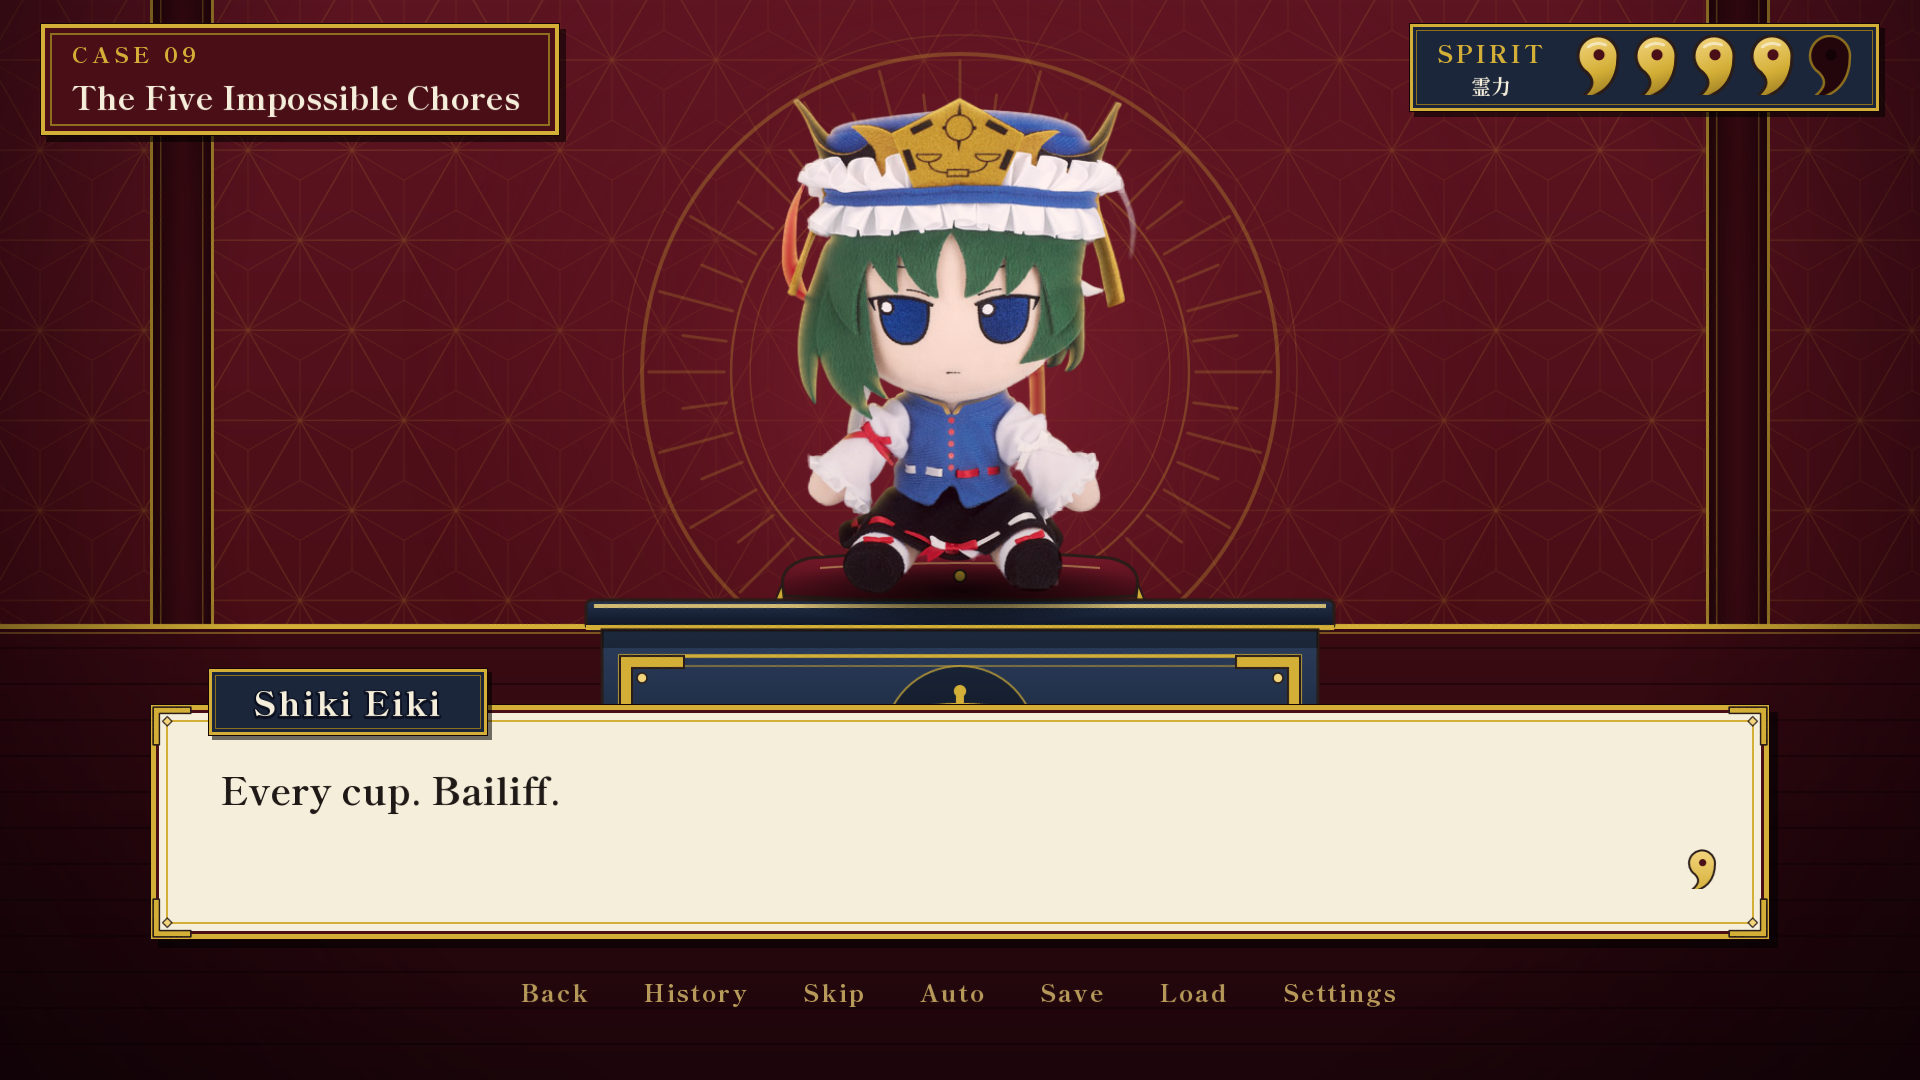 CASE 09
The Five Impossible Chores
SPIRIT
霊力
Shiki Eiki
Every cup. Bailiff.
Back History Skip Auto Save Load Settings